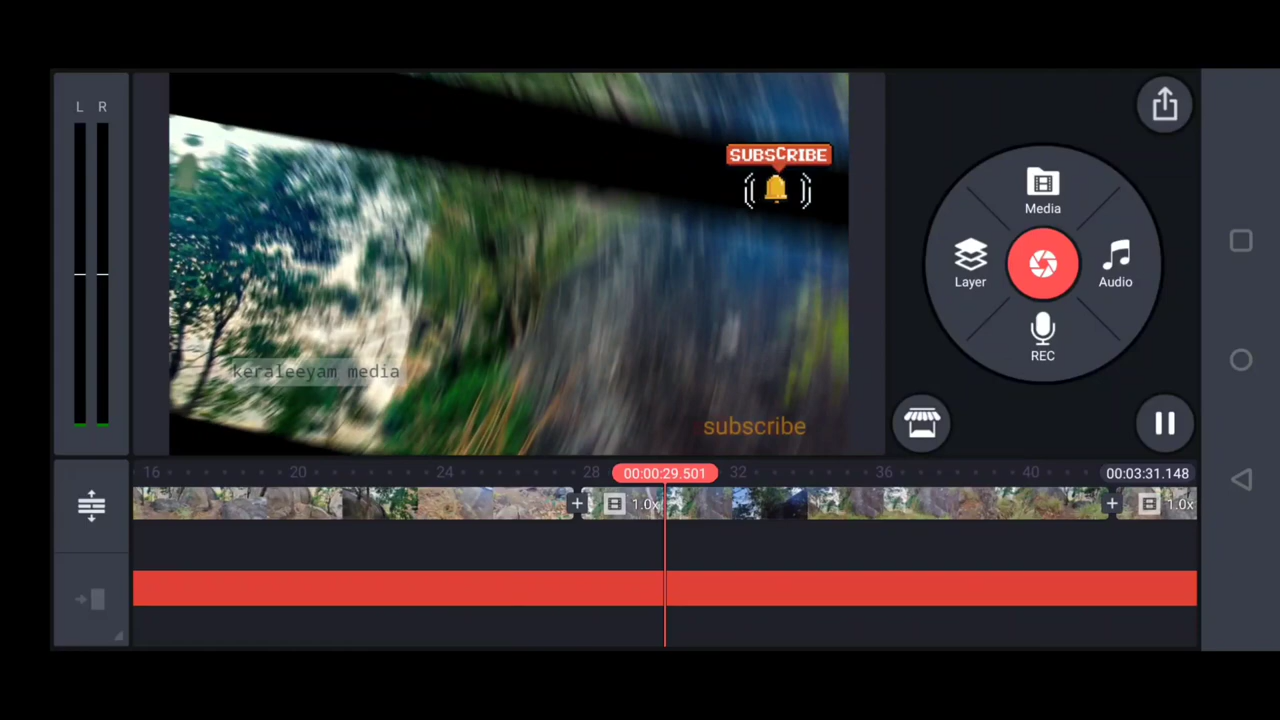 L R
SUBSCRIBE
Media
Layer
Audio
REC
keraleeyam media
subscribe
16 20 24 28 00:00:29.501 32 36 40 00:03:31.148
1.0x
1.0x